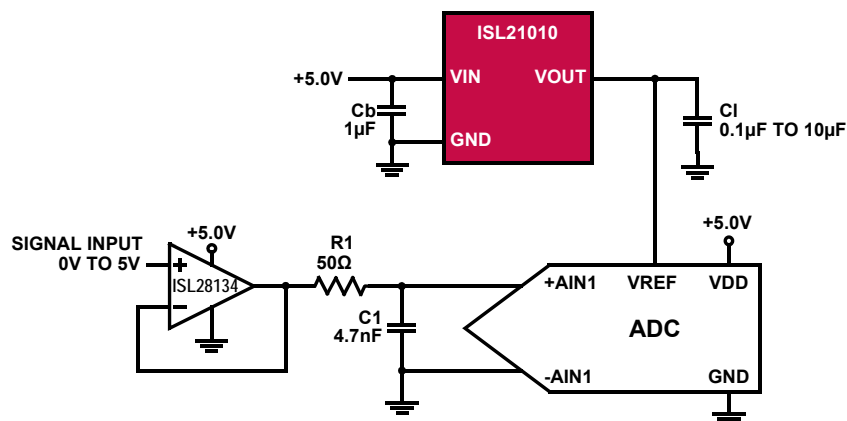 ISL21010
+5.0V
VIN
VOUT
Cb
1µF
GND
Cl
0.1µF TO 10µF
SIGNAL INPUT
0V TO 5V
+5.0V
+
ISL28134
−
R1
50Ω
C1
4.7nF
+5.0V
+AIN1
VREF
VDD
ADC
-AIN1
GND